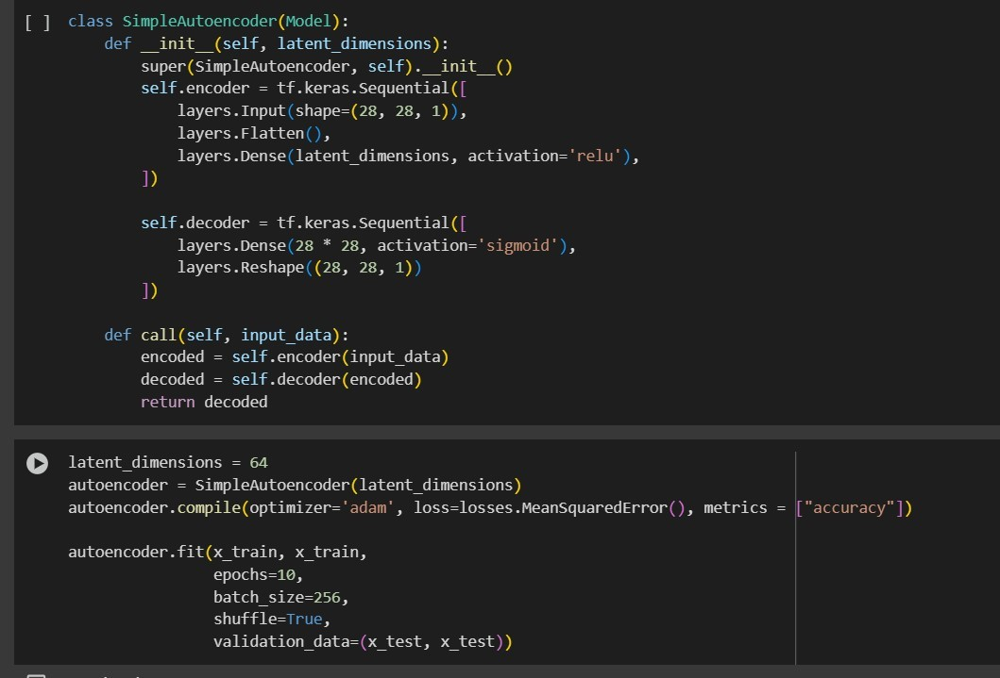 [ ] class SimpleAutoencoder(Model):
    def __init__(self, latent_dimensions):
        super(SimpleAutoencoder, self).__init__()
        self.encoder = tf.keras.Sequential([
            layers.Input(shape=(28, 28, 1)),
            layers.Flatten(),
            layers.Dense(latent_dimensions, activation='relu'),
        ])
        self.decoder = tf.keras.Sequential([
            layers.Dense(28 * 28, activation='sigmoid'),
            layers.Reshape((28, 28, 1))
        ])
    def call(self, input_data):
        encoded = self.encoder(input_data)
        decoded = self.decoder(encoded)
        return decoded
latent_dimensions = 64
autoencoder = SimpleAutoencoder(latent_dimensions)
autoencoder.compile(optimizer='adam', loss=losses.MeanSquaredError(), metrics = ["accuracy"])
autoencoder.fit(x_train, x_train,
                epochs=10,
                batch_size=256,
                shuffle=True,
                validation_data=(x_test, x_test))